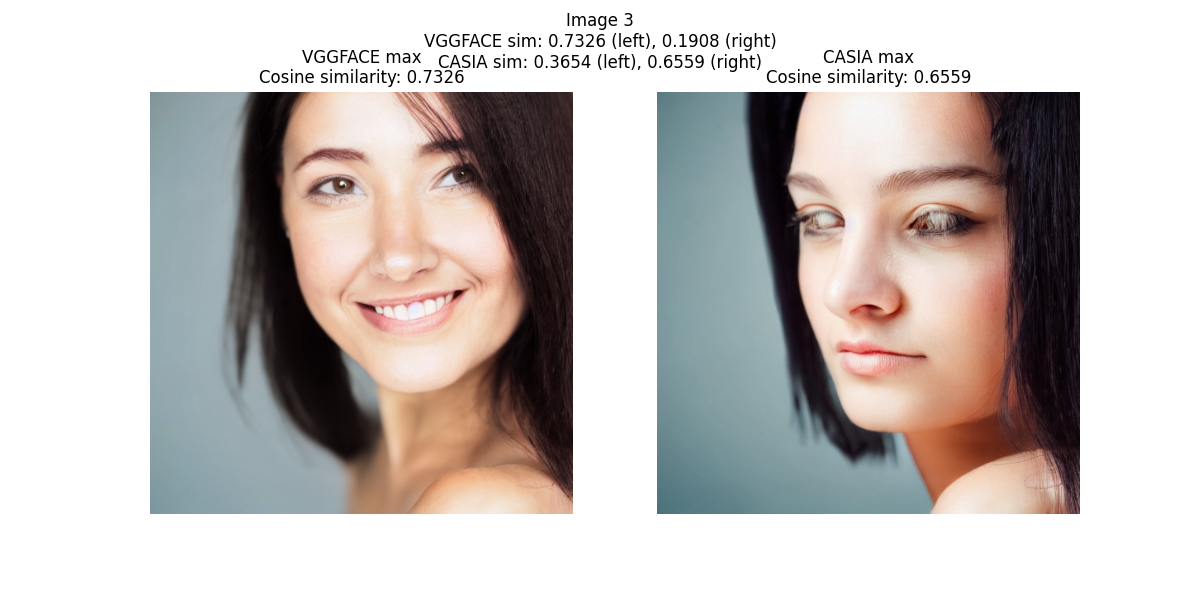 Image 3
VGGFACE sim: 0.7326 (left), 0.1908 (right)
CASIA sim: 0.3654 (left), 0.6559 (right)
VGGFACE max
Cosine similarity: 0.7326
CASIA max
Cosine similarity: 0.6559